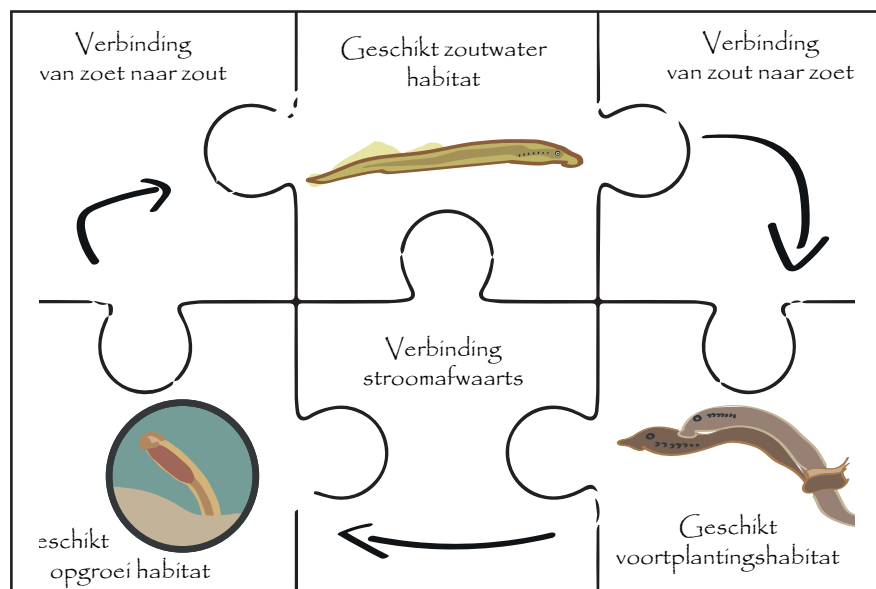 Verbinding
van zoet naar zout
Geschikt zoutwater
habitat
Verbinding
van zout naar zoet
Verbinding
stroomafwaarts
eschikt
opgroei habitat
Geschikt
voortplantingshabitat